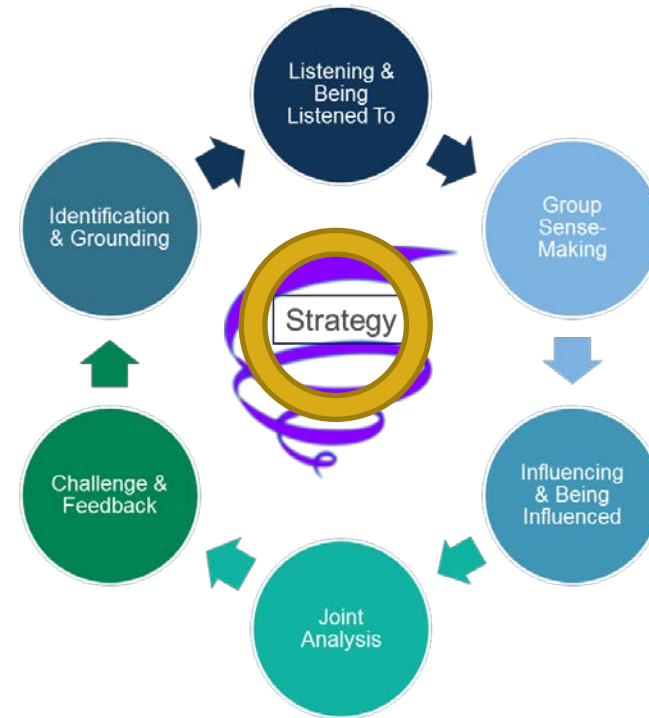 Listening &
Being
Listened To
Group
Sense-
Making
Influencing
& Being
Influenced
Joint
Analysis
Challenge &
Feedback
Identification
& Grounding
Strategy